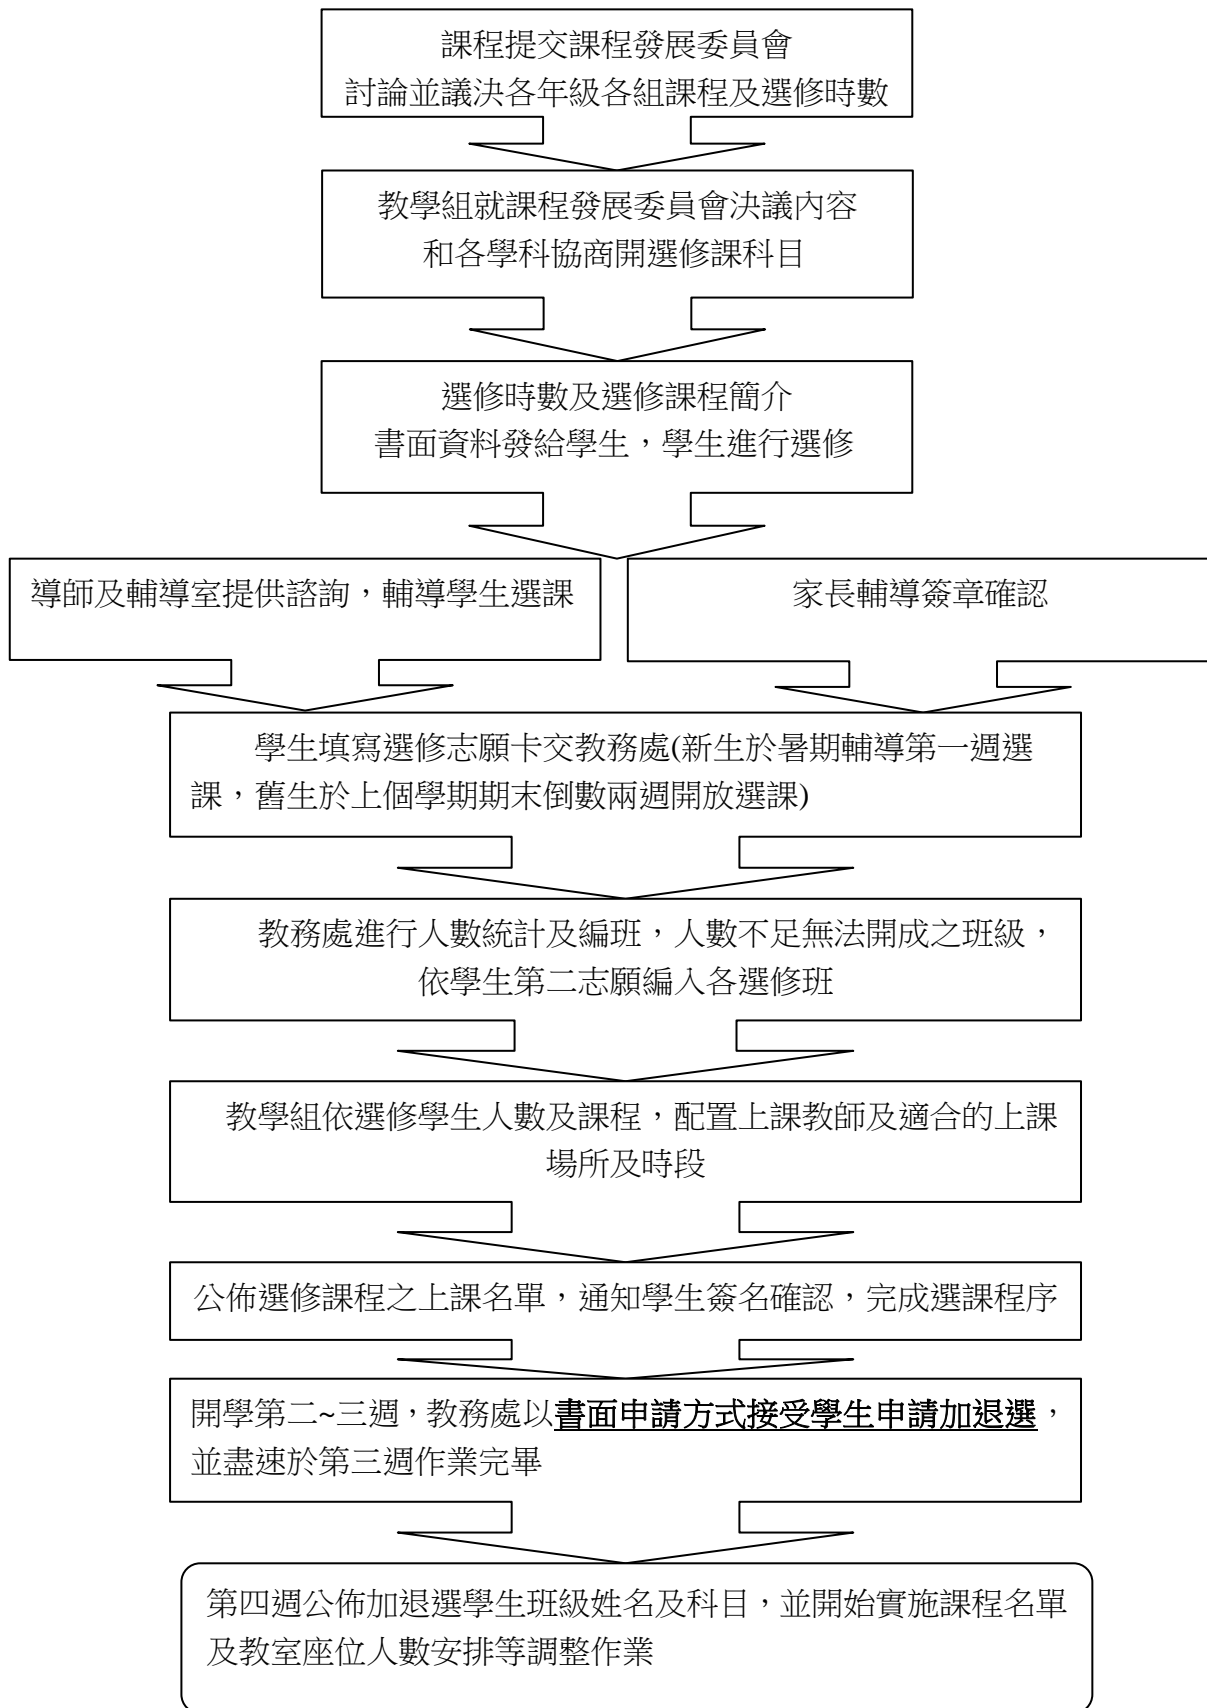 課程提交課程發展委員會
討論並議決各年級各組課程及選修時數
教學組就課程發展委員會決議內容
和各學科協商開選修課科目
選修時數及選修課程簡介
書面資料發給學生，學生進行選修
導師及輔導室提供諮詢，輔導學生選課
家長輔導簽章確認
學生填寫選修志願卡交教務處(新生於暑期輔導第一週選
課，舊生於上個學期期末倒數兩週開放選課)
教務處進行人數統計及編班，人數不足無法開成之班級，
依學生第二志願編入各選修班
教學組依選修學生人數及課程，配置上課教師及適合的上課
場所及時段
公佈選修課程之上課名單，通知學生簽名確認，完成選課程序
開學第二~三週，教務處以書面申請方式接受學生申請加退選，
並盡速於第三週作業完畢
第四週公佈加退選學生班級姓名及科目，並開始實施課程名單
及教室座位人數安排等調整作業